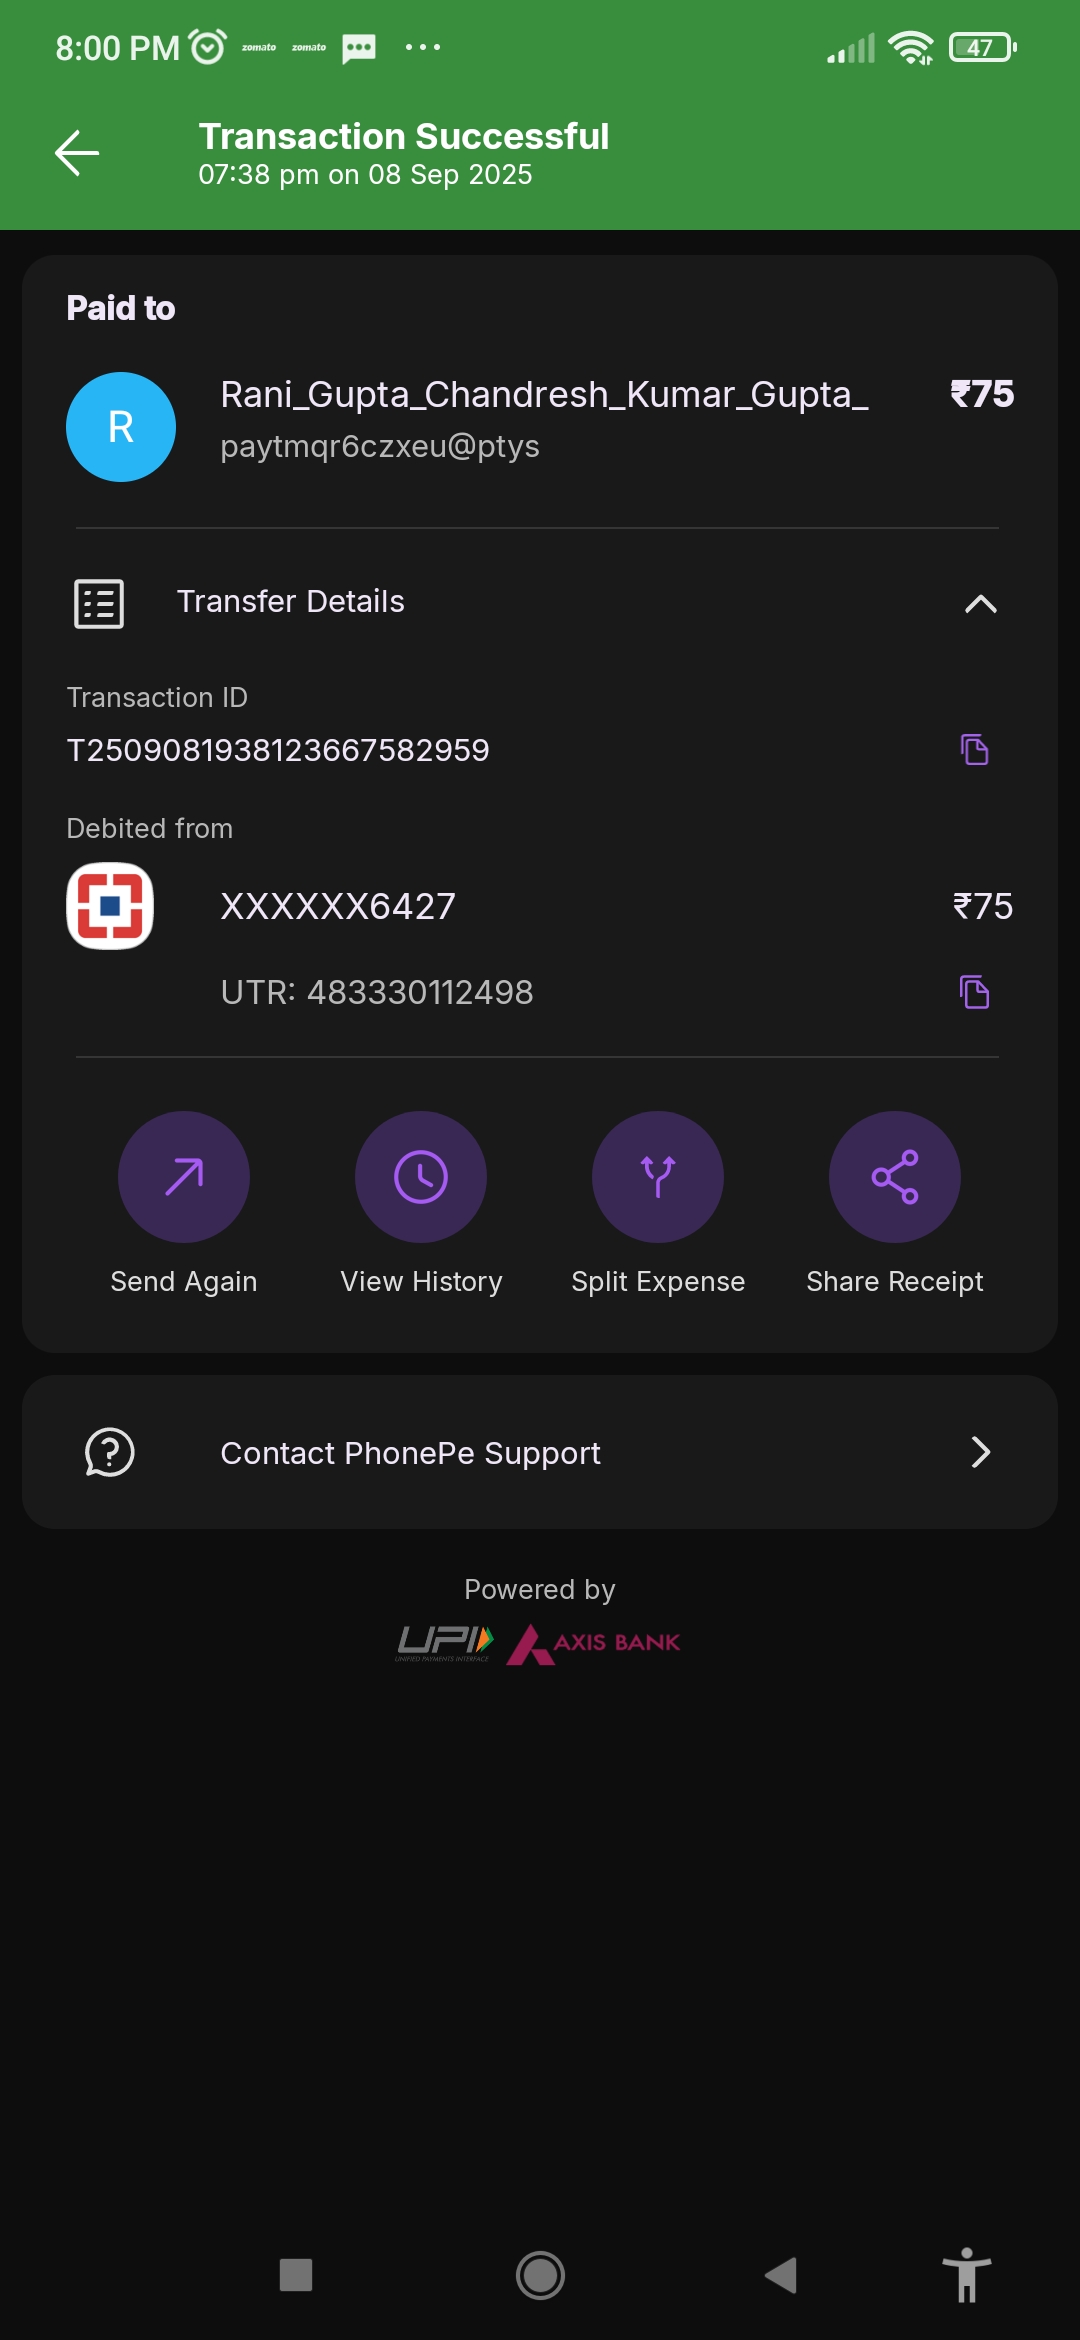 8:00 PM zomato zomato 47
Transaction Successful
07:38 pm on 08 Sep 2025
Paid to
R
Rani_Gupta_Chandresh_Kumar_Gupta_ ₹75
paytmqr6czxeu@ptys
Transfer Details
Transaction ID
T2509081938123667582959
Debited from
XXXXXX6427 ₹75
UTR: 483330112498
Send Again View History Split Expense Share Receipt
Contact PhonePe Support
Powered by
UPI AXIS BANK
UNIFIED PAYMENTS INTERFACE